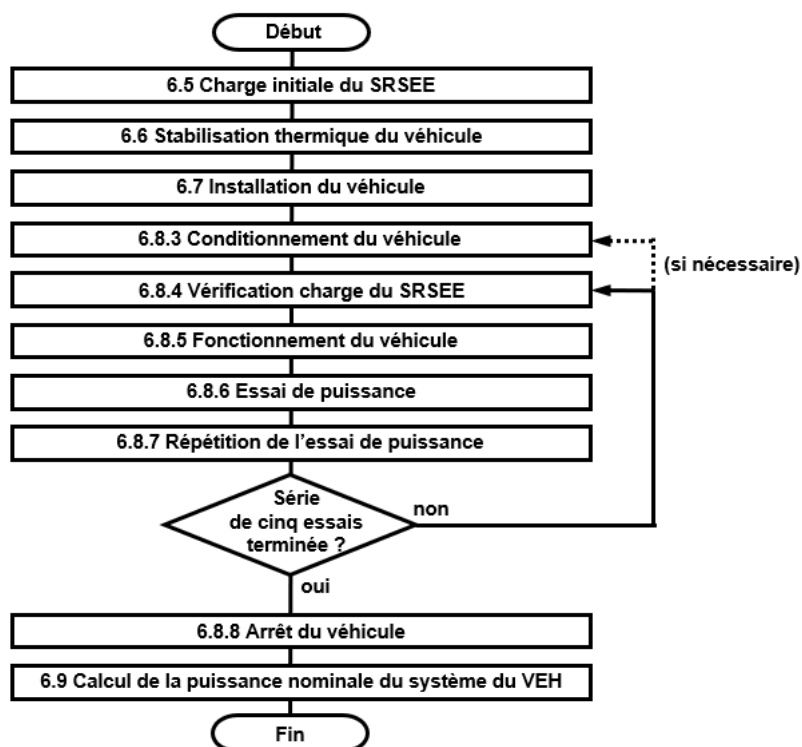 Début
6.5 Charge initiale du SRSEE
6.6 Stabilisation thermique du véhicule
6.7 Installation du véhicule
6.8.3 Conditionnement du véhicule
(si nécessaire)
6.8.4 Vérification charge du SRSEE
6.8.5 Fonctionnement du véhicule
6.8.6 Essai de puissance
6.8.7 Répétition de l’essai de puissance
Série
de cinq essais
terminée ?
non
oui
6.8.8 Arrêt du véhicule
6.9 Calcul de la puissance nominale du système du VEH
Fin